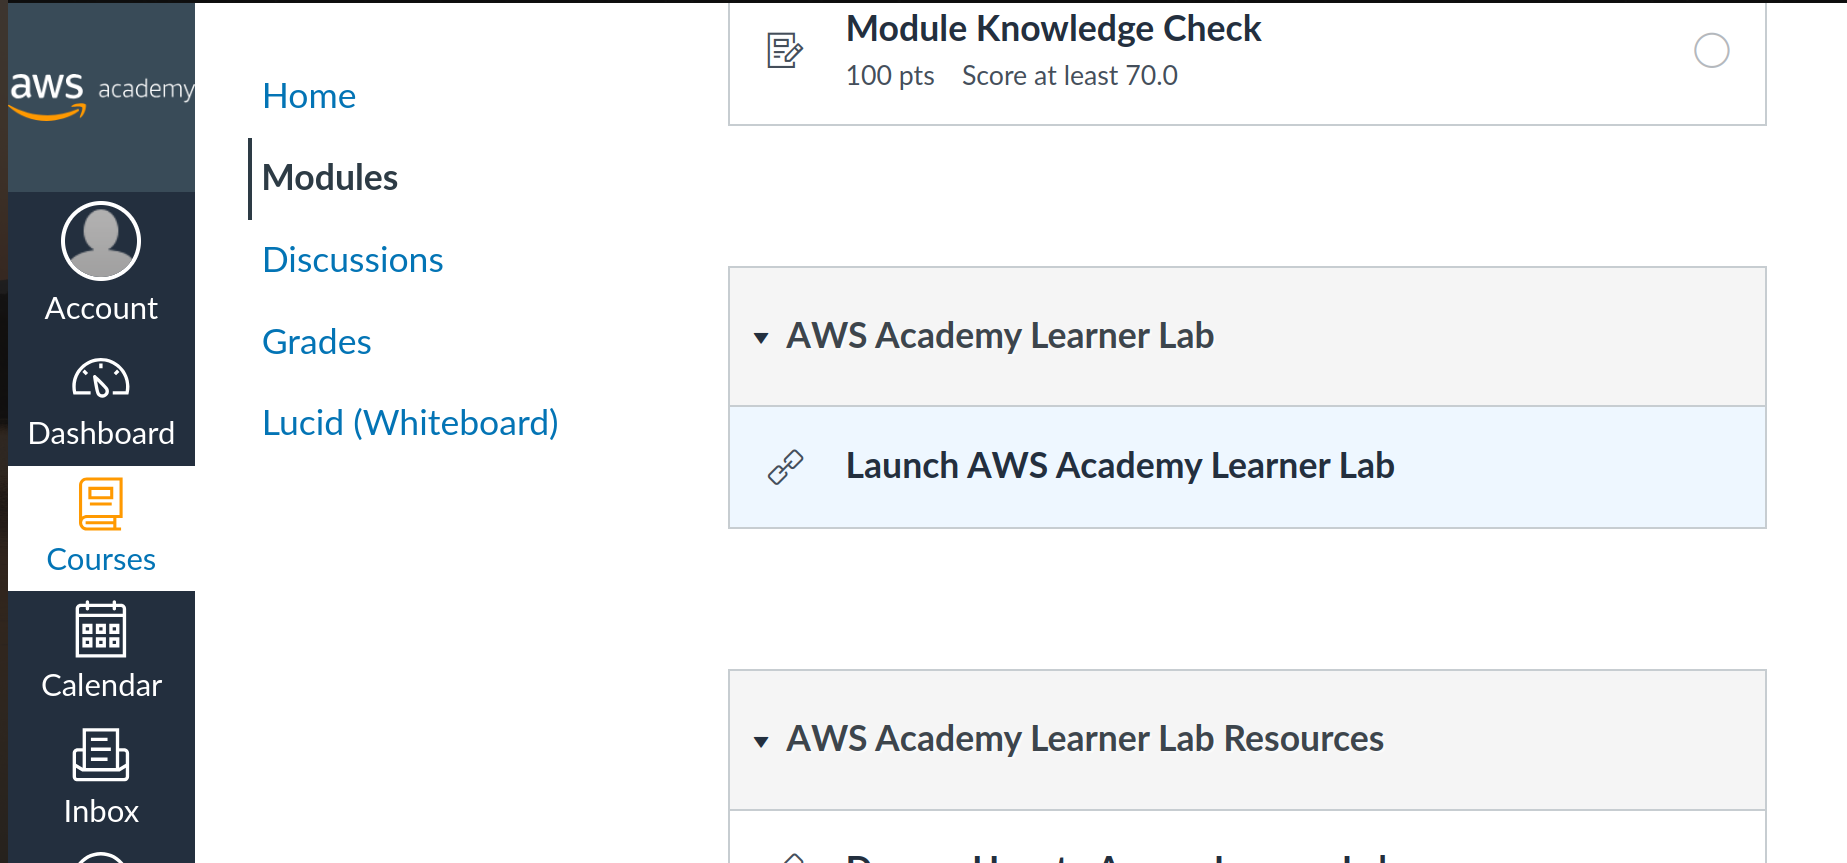 aws academy
Account
Dashboard
Courses
Calendar
Inbox
Home
Modules
Discussions
Grades
Lucid (Whiteboard)
Module Knowledge Check
100 pts Score at least 70.0
AWS Academy Learner Lab
Launch AWS Academy Learner Lab
AWS Academy Learner Lab Resources